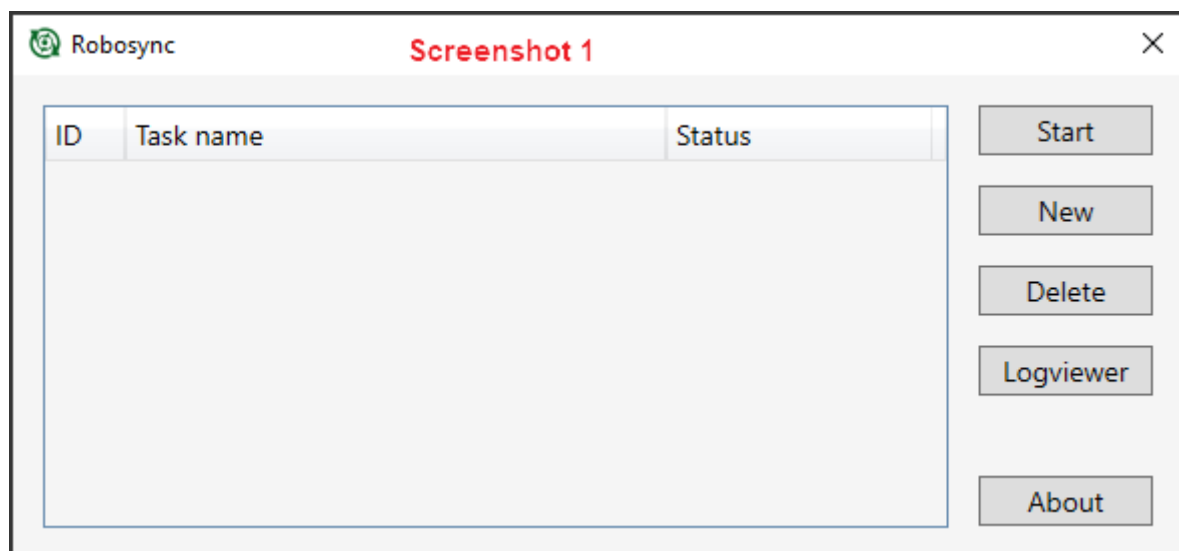 Robosync
Screenshot 1
ID Task name Status
Start
New
Delete
Logviewer
About